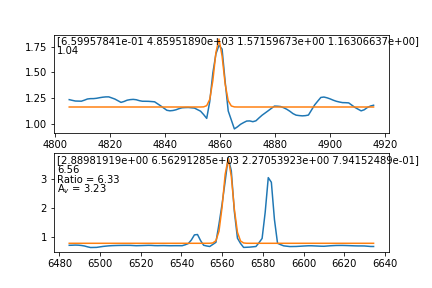 [6.59957841e-01 4.85951890e+03 1.57159673e+00 1.16306637e+00]
1.04
1.75
1.50
1.25
1.00
4800 4820 4840 4860 4880 4900 4920
[2.88981919e+00 6.56291285e+03 2.27053923e+00 7.94152489e-01]
6.56
Ratio = 6.33
Aν = 3.23
3
2
1
6480 6500 6520 6540 6560 6580 6600 6620 6640